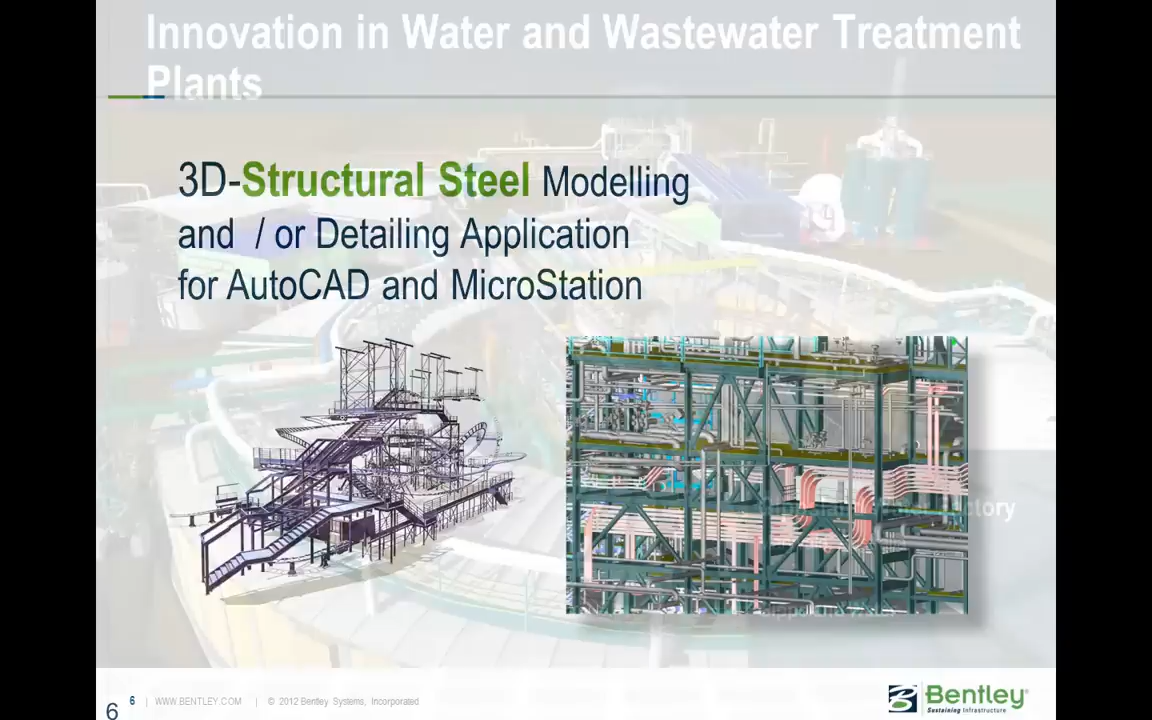 Innovation in Water and Wastewater Treatment
Plants
3D-Structural Steel Modelling
and / or Detailing Application
for AutoCAD and MicroStation
6 | WWW.BENTLEY.COM | © 2012 Bentley Systems, Incorporated
6
Bentley®
Sustaining Infrastructure